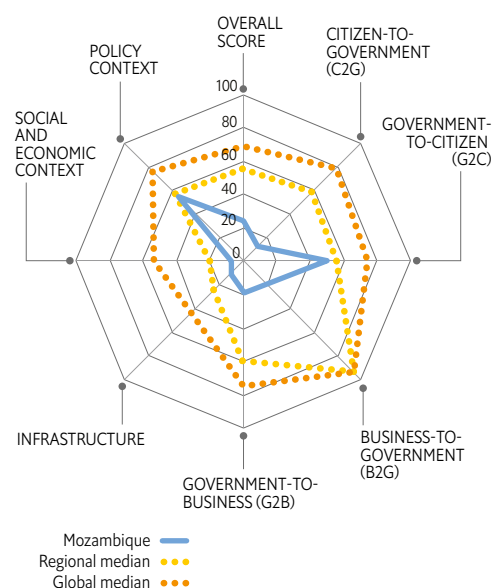 OVERALL
SCORE
CITIZEN-TO-
GOVERNMENT
(C2G)
GOVERNMENT-
TO-CITIZEN
(G2C)
BUSINESS-TO-
GOVERNMENT
(B2G)
GOVERNMENT-TO-
BUSINESS (G2B)
INFRASTRUCTURE
SOCIAL
AND
ECONOMIC
CONTEXT
POLICY
CONTEXT
100
80
60
40
20
0
Mozambique
Regional median
Global median